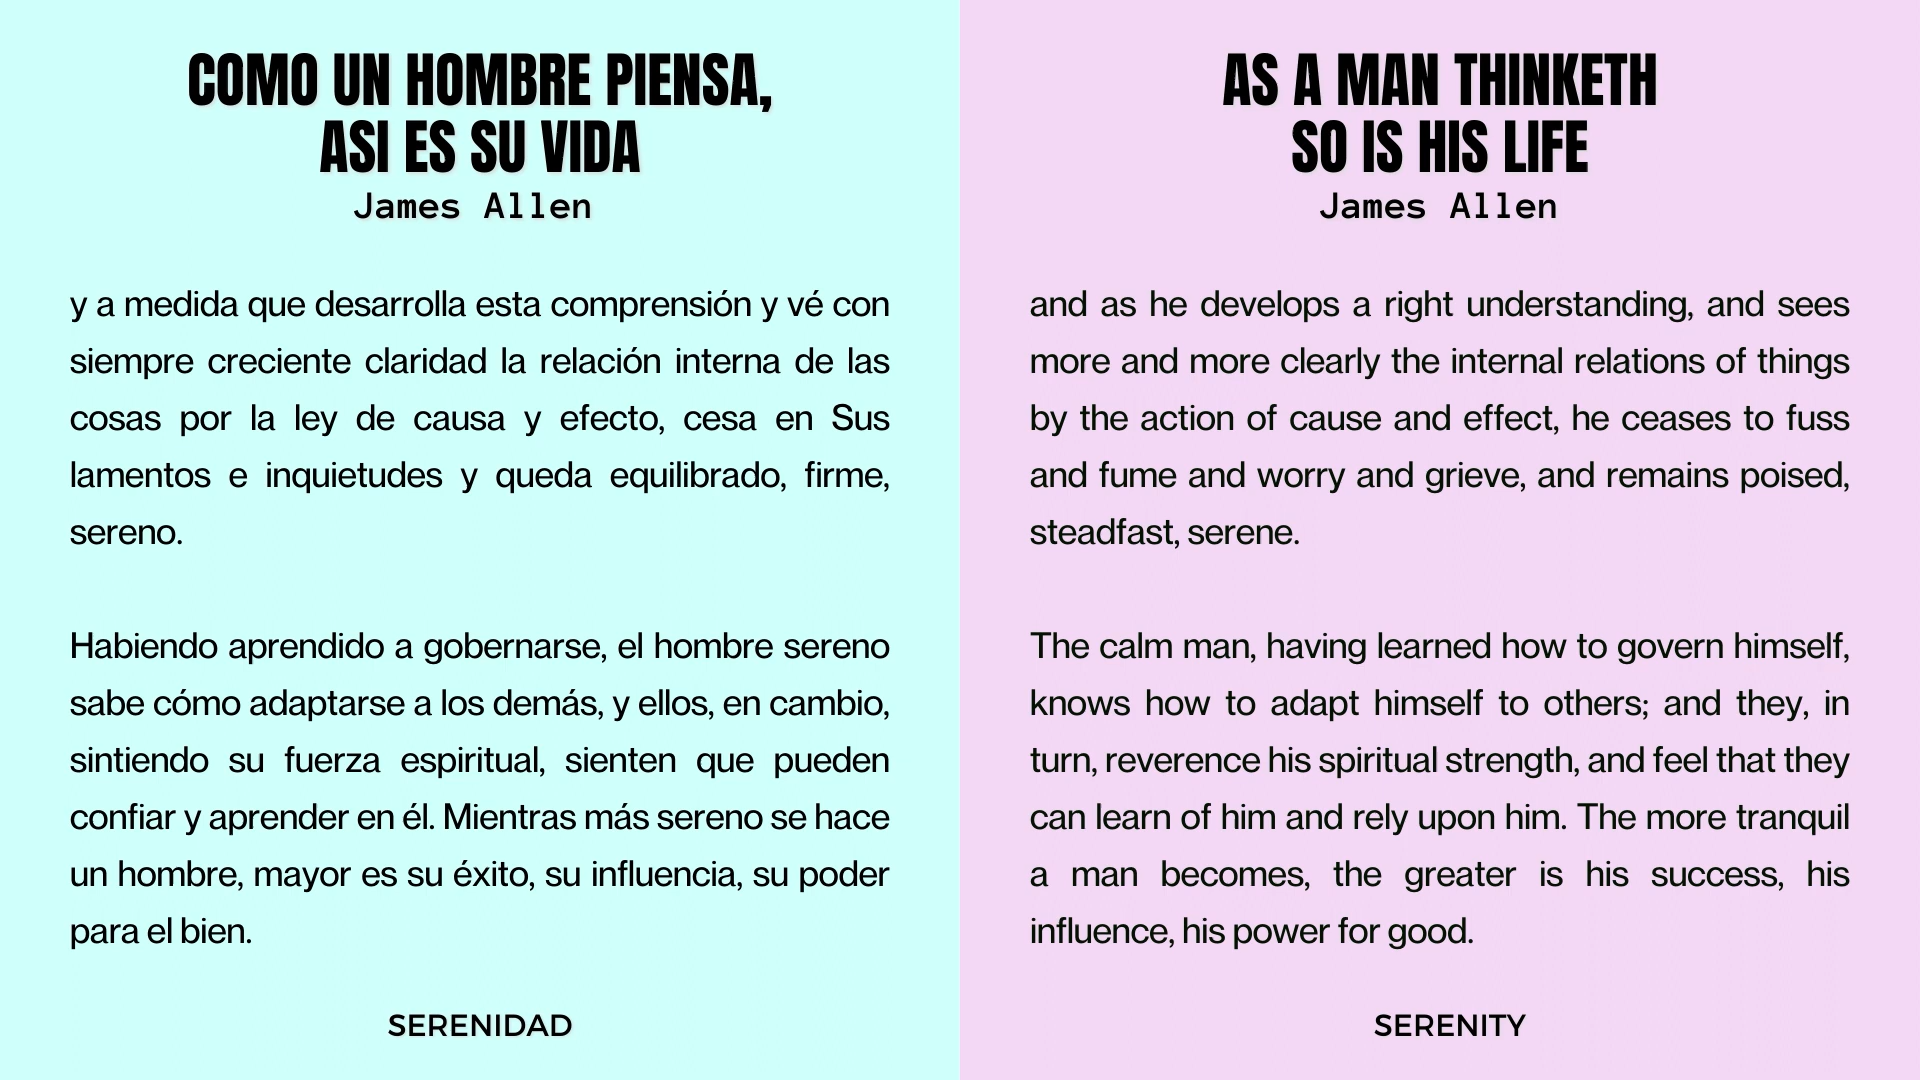 COMO UN HOMBRE PIENSA,
ASI ES SU VIDA
James Allen
y a medida que desarrolla esta comprensión y vé con
siempre creciente claridad la relación interna de las
cosas por la ley de causa y efecto, cesa en Sus
lamentos e inquietudes y queda equilibrado, firme,
sereno.
Habiendo aprendido a gobernarse, el hombre sereno
sabe cómo adaptarse a los demás, y ellos, en cambio,
sintiendo su fuerza espiritual, sienten que pueden
confiar y aprender en él. Mientras más sereno se hace
un hombre, mayor es su éxito, su influencia, su poder
para el bien.
SERENIDAD
AS A MAN THINKETH
SO IS HIS LIFE
James Allen
and as he develops a right understanding, and sees
more and more clearly the internal relations of things
by the action of cause and effect, he ceases to fuss
and fume and worry and grieve, and remains poised,
steadfast, serene.
The calm man, having learned how to govern himself,
knows how to adapt himself to others; and they, in
turn, reverence his spiritual strength, and feel that they
can learn of him and rely upon him. The more tranquil
a man becomes, the greater is his success, his
influence, his power for good.
SERENITY